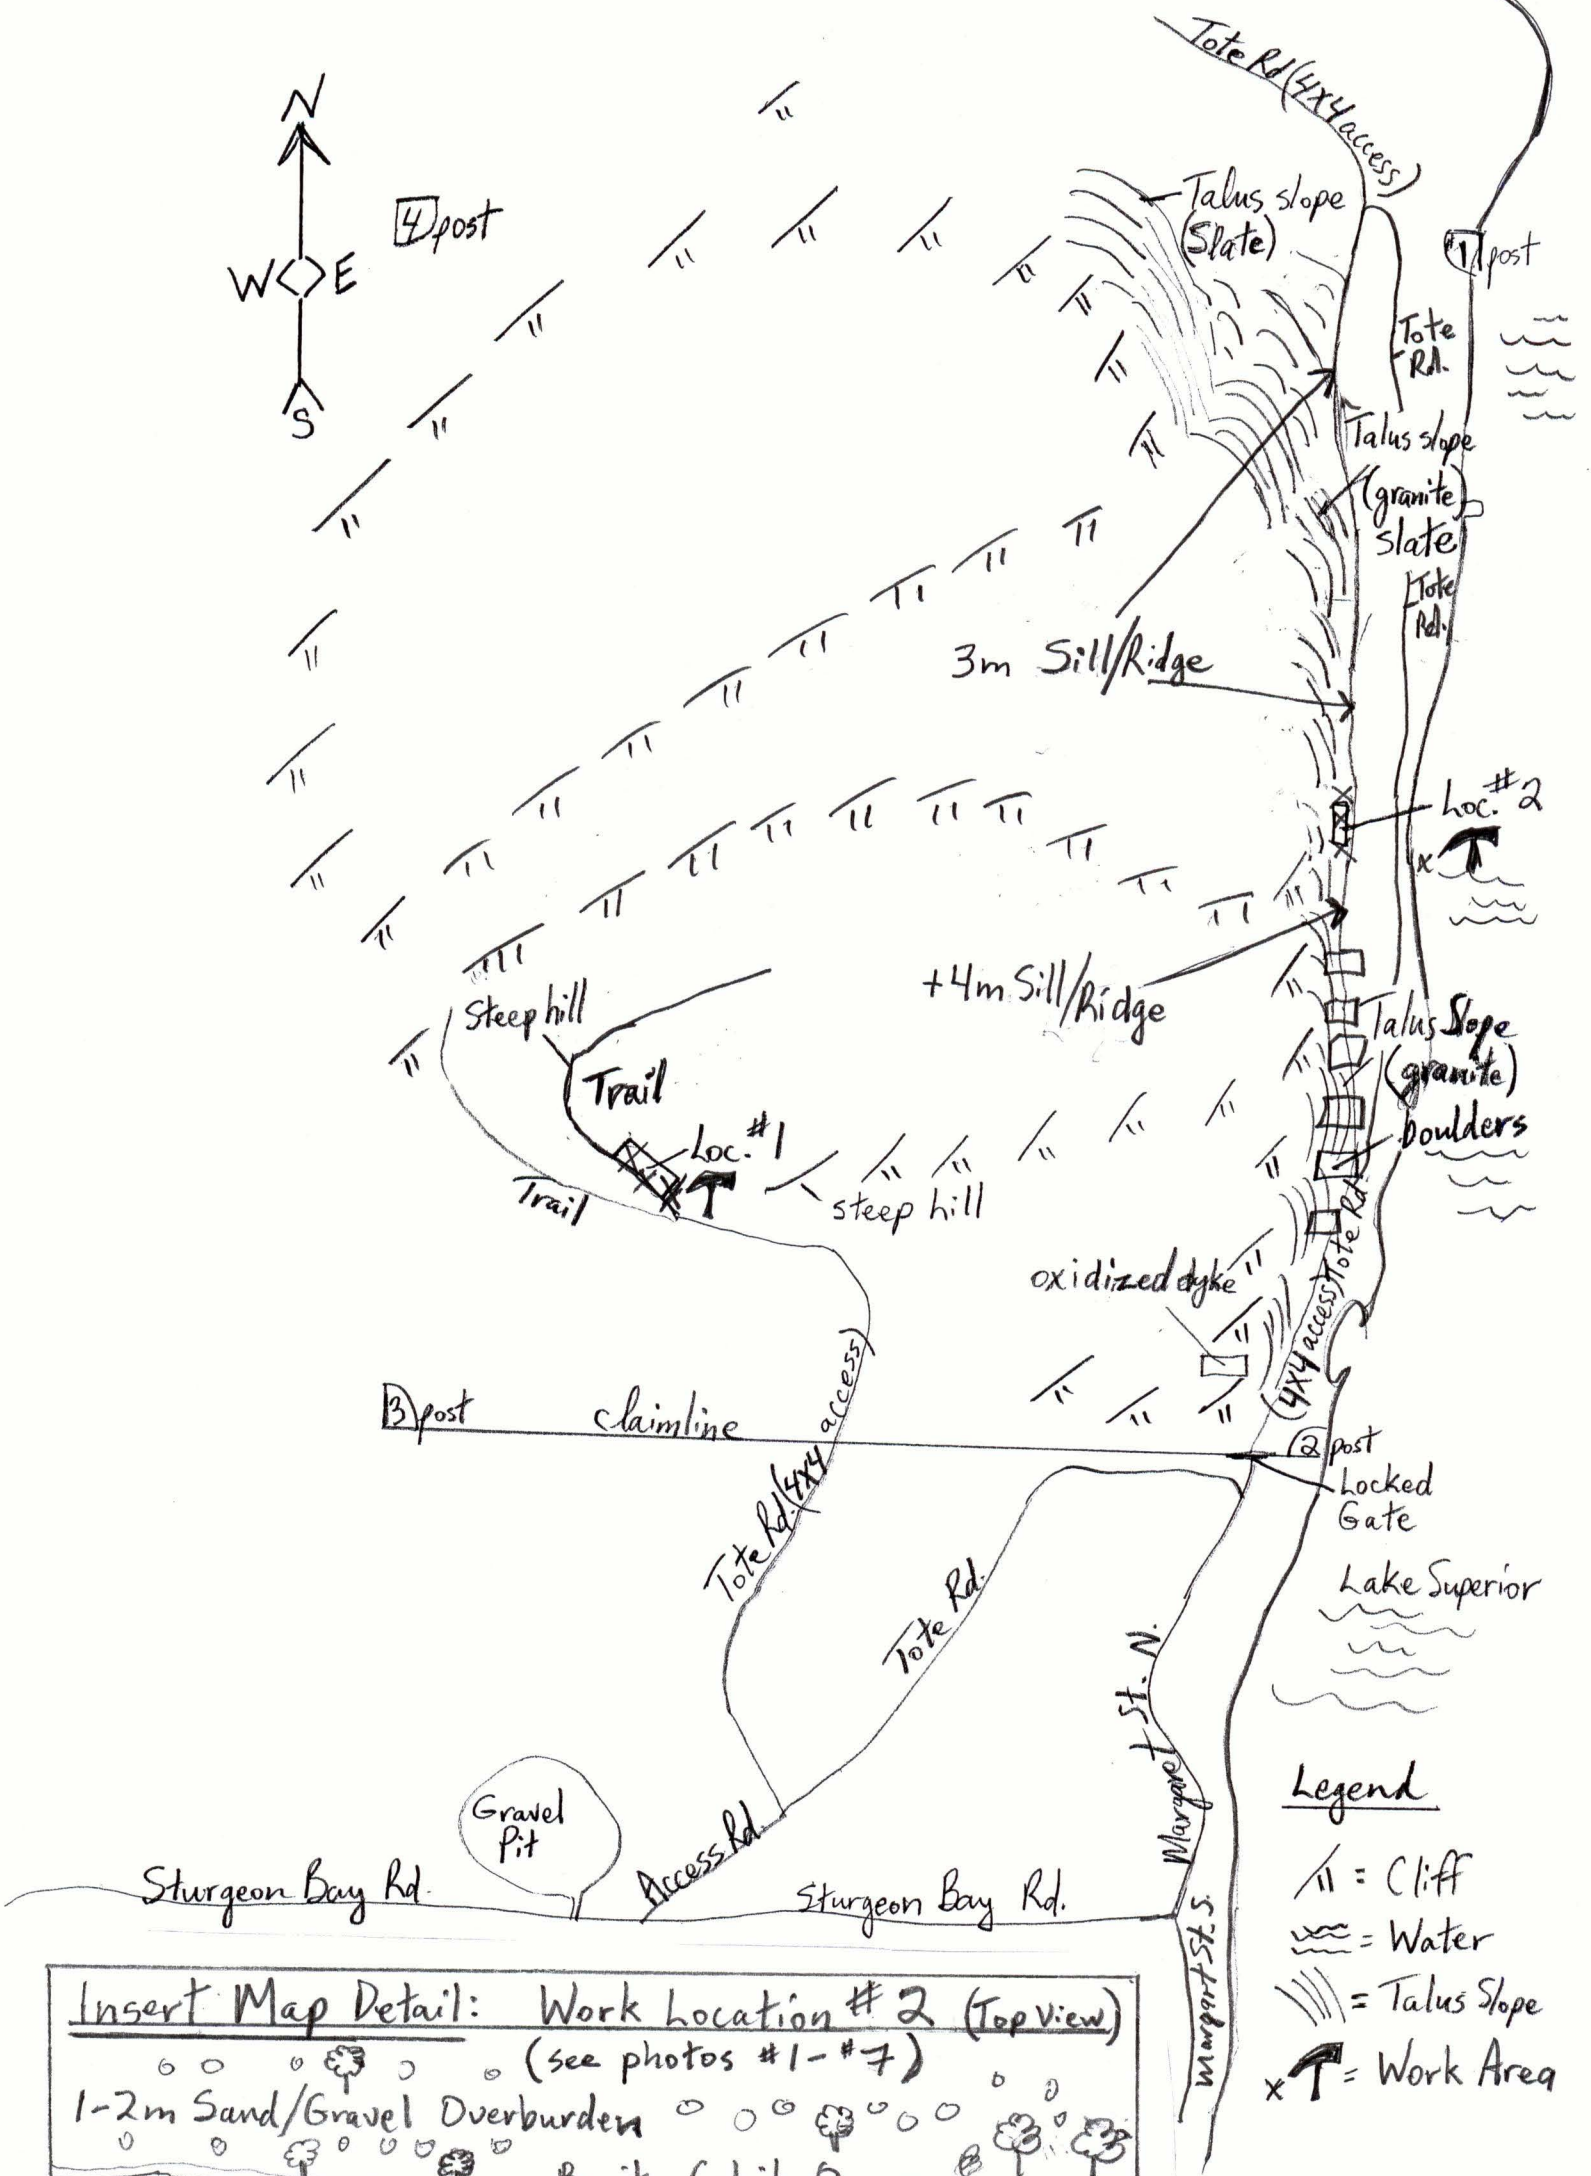 N
W E
S
4 post
Tote Rd (4x4 access)
Talus slope
(Slate)
1 post
Tote
Rd.
Talus slope
(granite)
slate
Tote
Rd.
3m Sill/Ridge
Loc. #2
x
+4m Sill/Ridge
Steep hill
Trail
Loc. #1
Trail
steep hill
Talus Slope
(granite)
boulders
oxidized dyke
(4x4 access) Tote Rd
3 post
claimline
2 post
Locked
Gate
Tote Rd. (4x4 access)
Tote Rd.
Lake Superior
Margaret St. N.
Gravel
Pit
Access Rd.
Sturgeon Bay Rd.
Sturgeon Bay Rd.
Margart St S.
Legend
= Cliff
= Water
= Talus Slope
x = Work Area
Insert Map Detail: Work Location #2 (Top View)
(see photos #1-#7)
1-2m Sand/Gravel Overburden